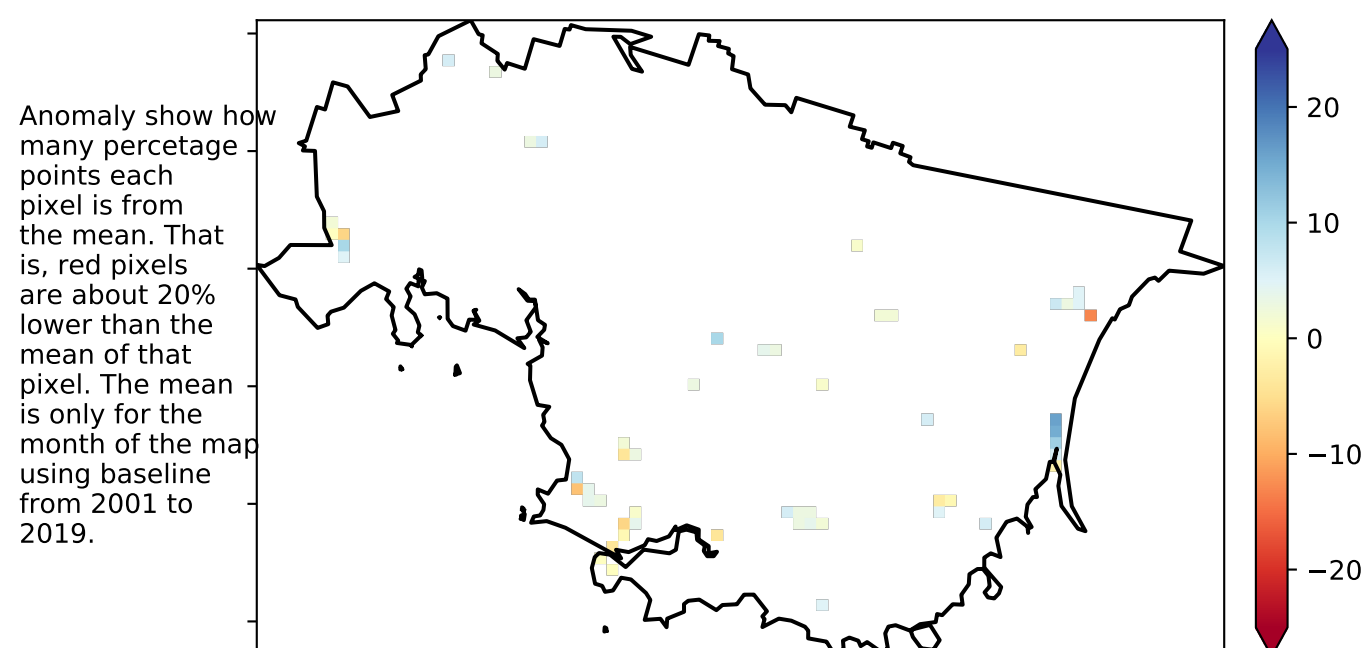 Anomaly show how
many percetage
points each
pixel is from
the mean. That
is, red pixels
are about 20%
lower than the
mean of that
pixel. The mean
is only for the
month of the map
using baseline
from 2001 to
2019.
20
10
0
−10
−20